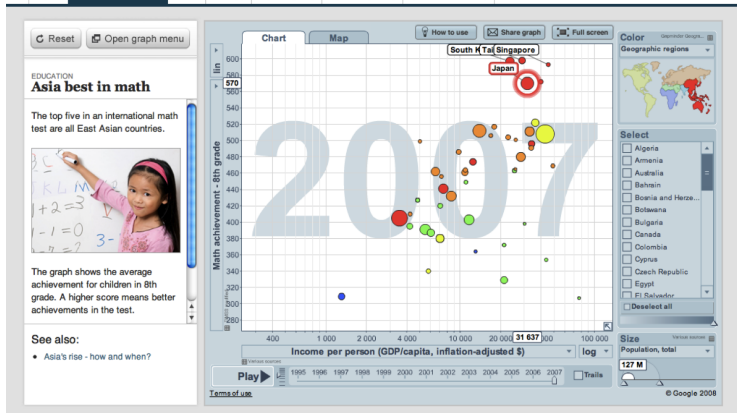 Reset
Open graph menu
EDUCATION
Asia best in math
The top five in an international math
test are all East Asian countries.
The graph shows the average
achievement for children in 8th
grade. A higher score means better
achievements in the test.
See also:
Asia's rise - how and when?
Chart
Map
How to use
Share graph
Full screen
lin
570
Math achievement - 8th grade
600
580
560
540
520
500
480
460
440
420
400
380
360
340
320
300
280
2007
South K
Tai
Singapore
Japan
400
1 000
2 000
4 000
10 000
20 000
31 637
100 000
Income per person (GDP/capita, inflation-adjusted $)
log
Play
1995 1996 1997 1998 1999 2000 2001 2002 2003 2004 2005 2006 2007
Trails
Terms of use
Color
Geographic regions
Select
Algeria
Armenia
Australia
Bahrain
Bosnia and Herze...
Botswana
Bulgaria
Canada
Colombia
Cyprus
Czech Republic
Egypt
El Salvador
Deselect all
Size
Population, total
127 M
© Google 2008